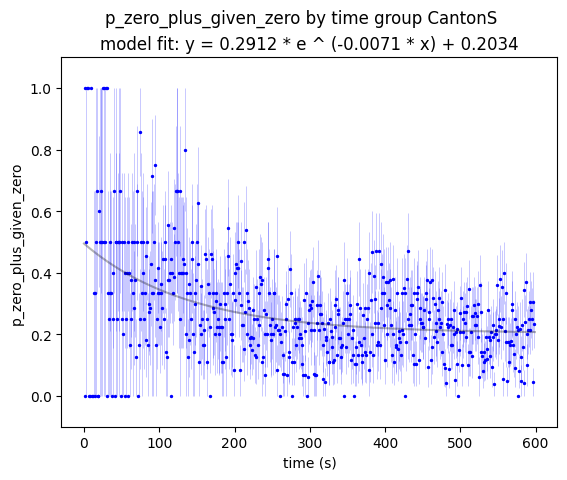 p_zero_plus_given_zero by time group CantonS
model fit: y = 0.2912 * e ^ (-0.0071 * x) + 0.2034
1.0
0.8
0.6
0.4
0.2
0.0
p_zero_plus_given_zero
0 100 200 300 400 500 600
time (s)